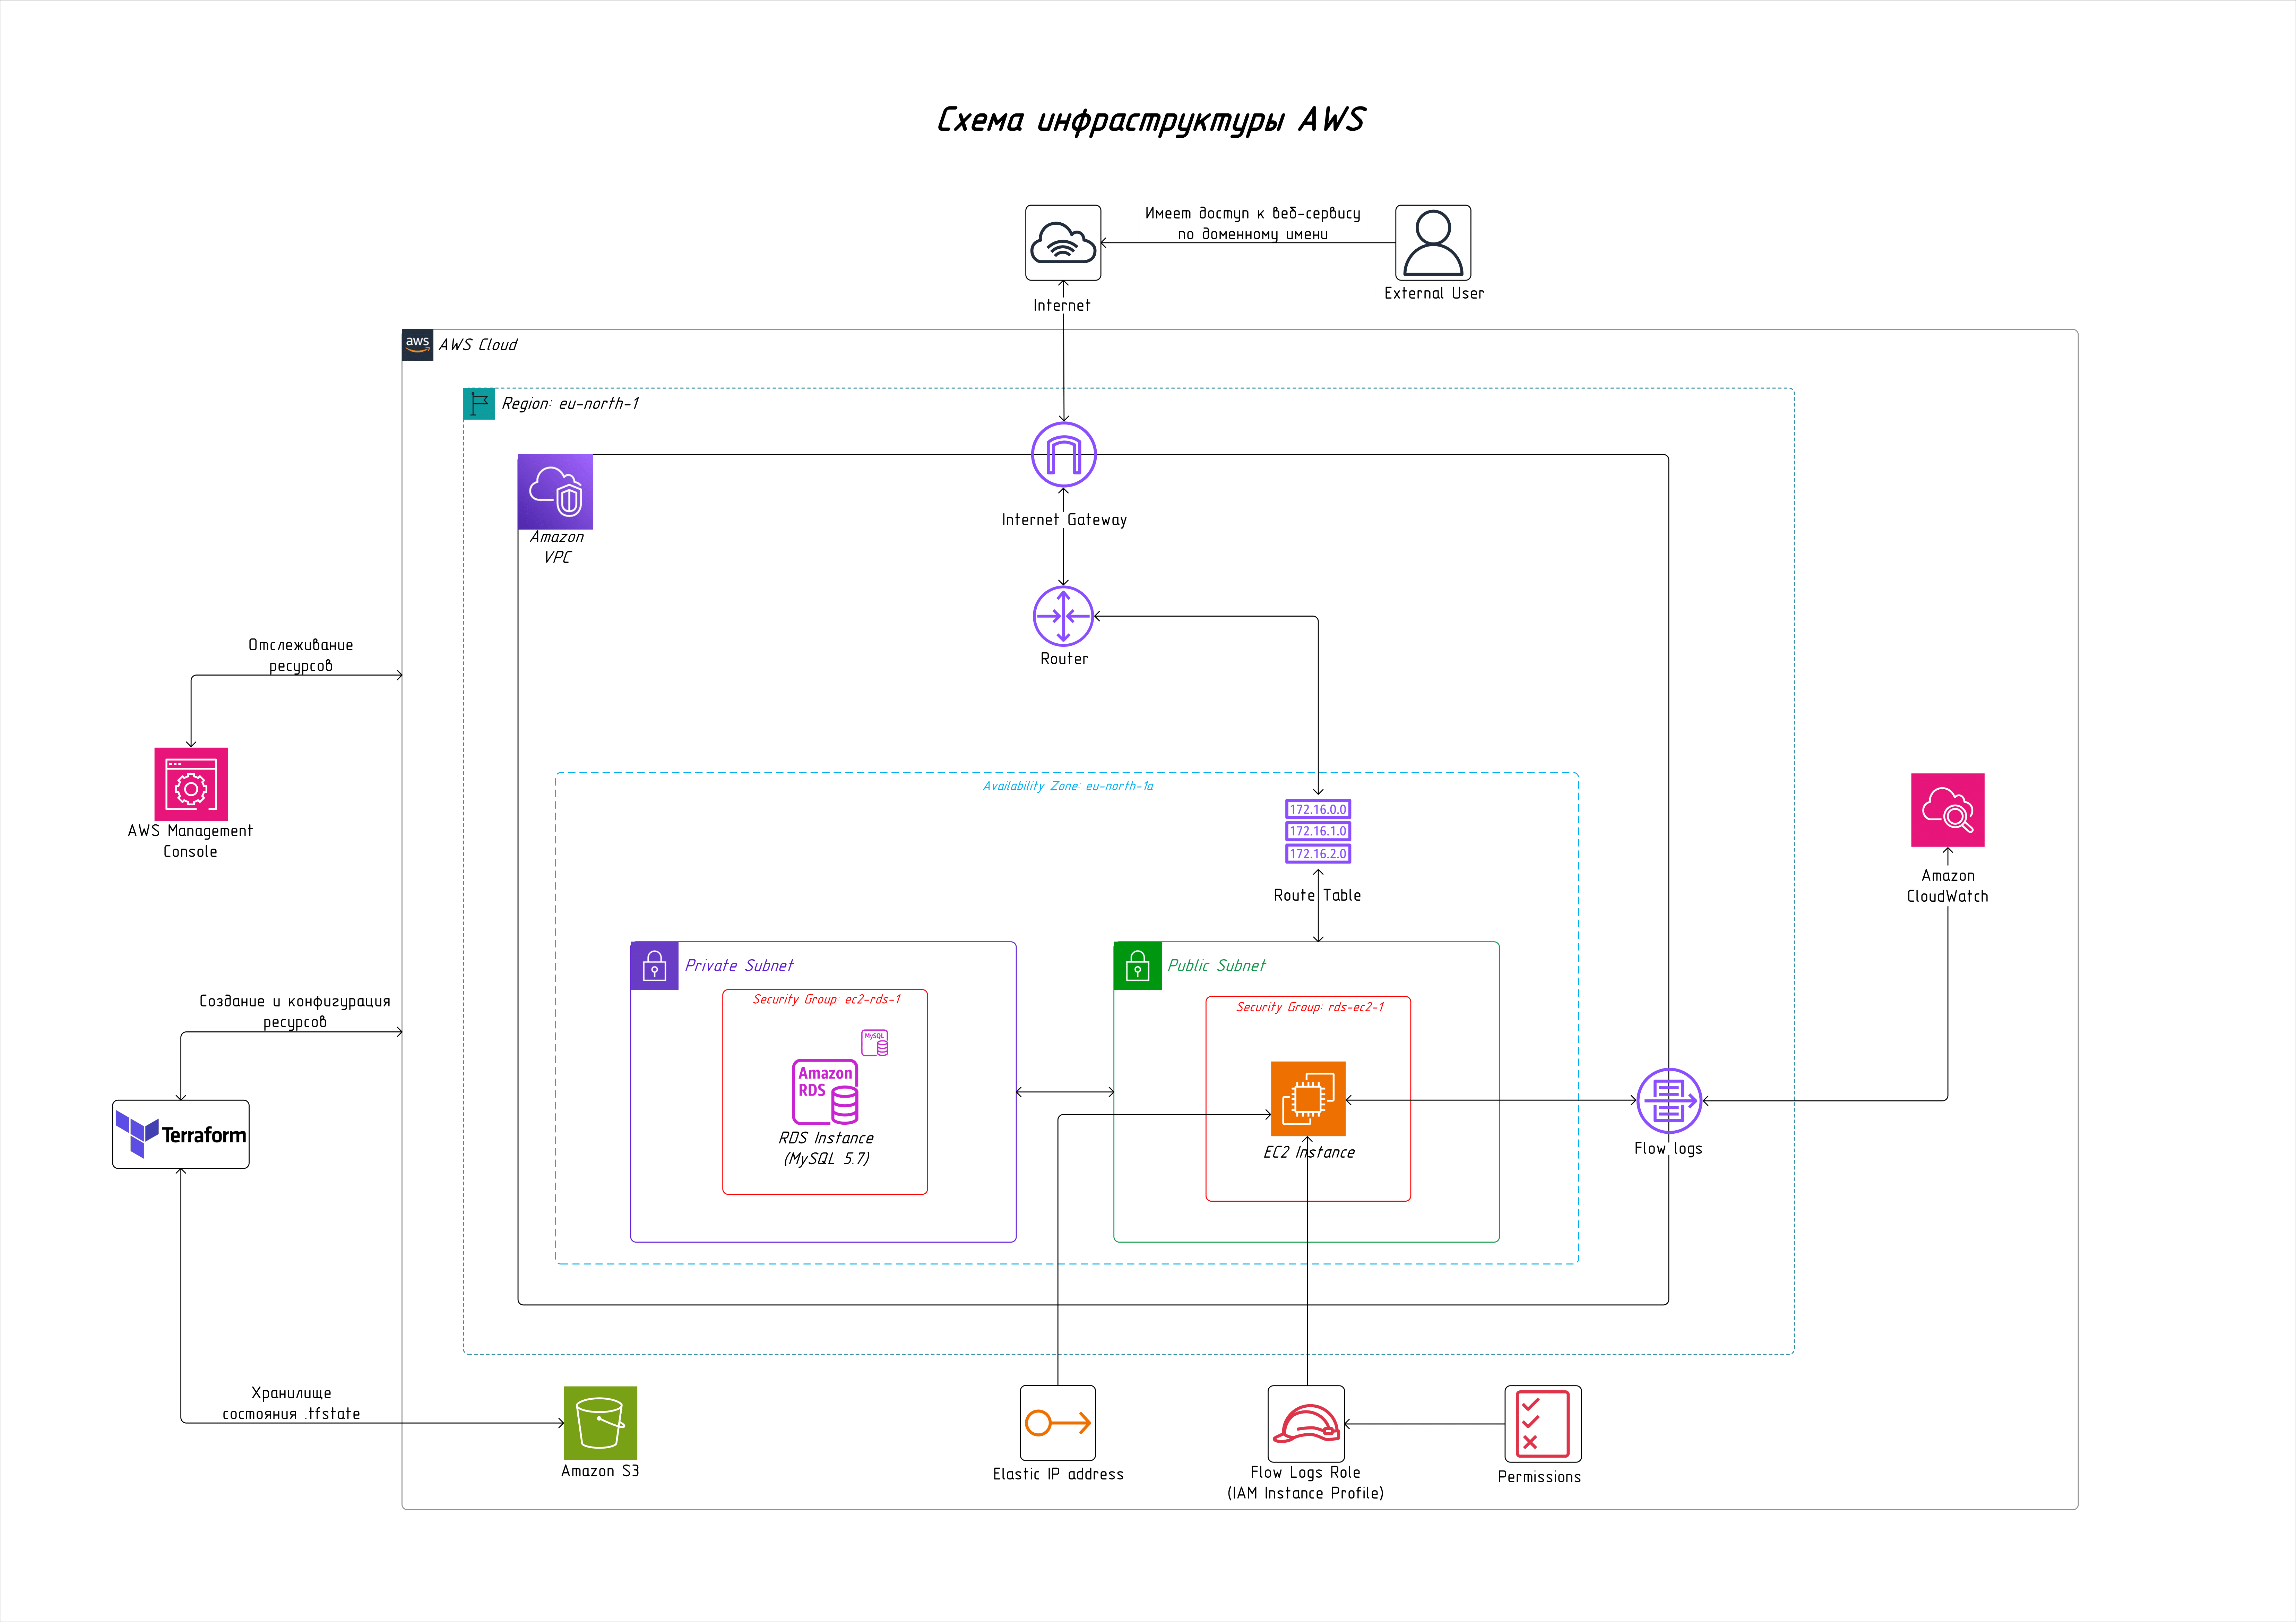 Схема инфраструктуры AWS
Имеет доступ к веб-сервису
по доменному имени
Internet
External User
aws
AWS Cloud
Region: eu-north-1
Amazon
VPC
Internet Gateway
Router
Отслеживание
ресурсов
AWS Management
Console
Availability Zone: eu-north-1a
172.16.0.0
172.16.1.0
172.16.2.0
Route Table
Amazon
CloudWatch
Private Subnet
Public Subnet
Security Group: ec2-rds-1
Security Group: rds-ec2-1
MySQL
Amazon
RDS
RDS Instance
(MySQL 5.7)
EC2 Instance
Flow logs
Создание и конфигурация
ресурсов
Terraform
Хранилище
состояния .tfstate
Amazon S3
Elastic IP address
Flow Logs Role
(IAM Instance Profile)
Permissions